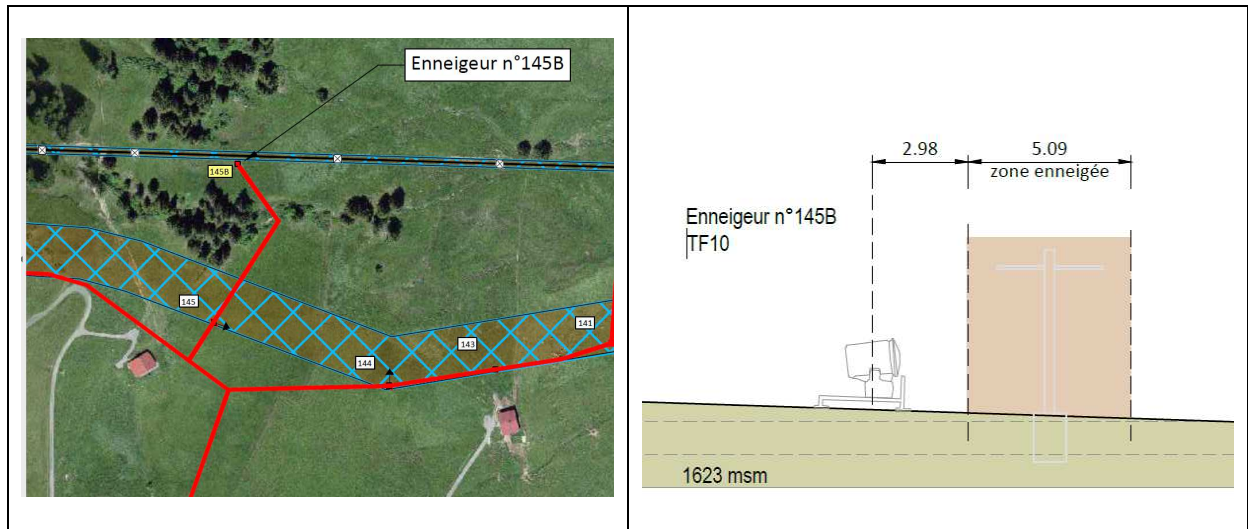 Enneigeur n°145B
145B
145
144
143
141
2.98
5.09
zone enneigée
Enneigeur n°145B
TF10
1623 msm